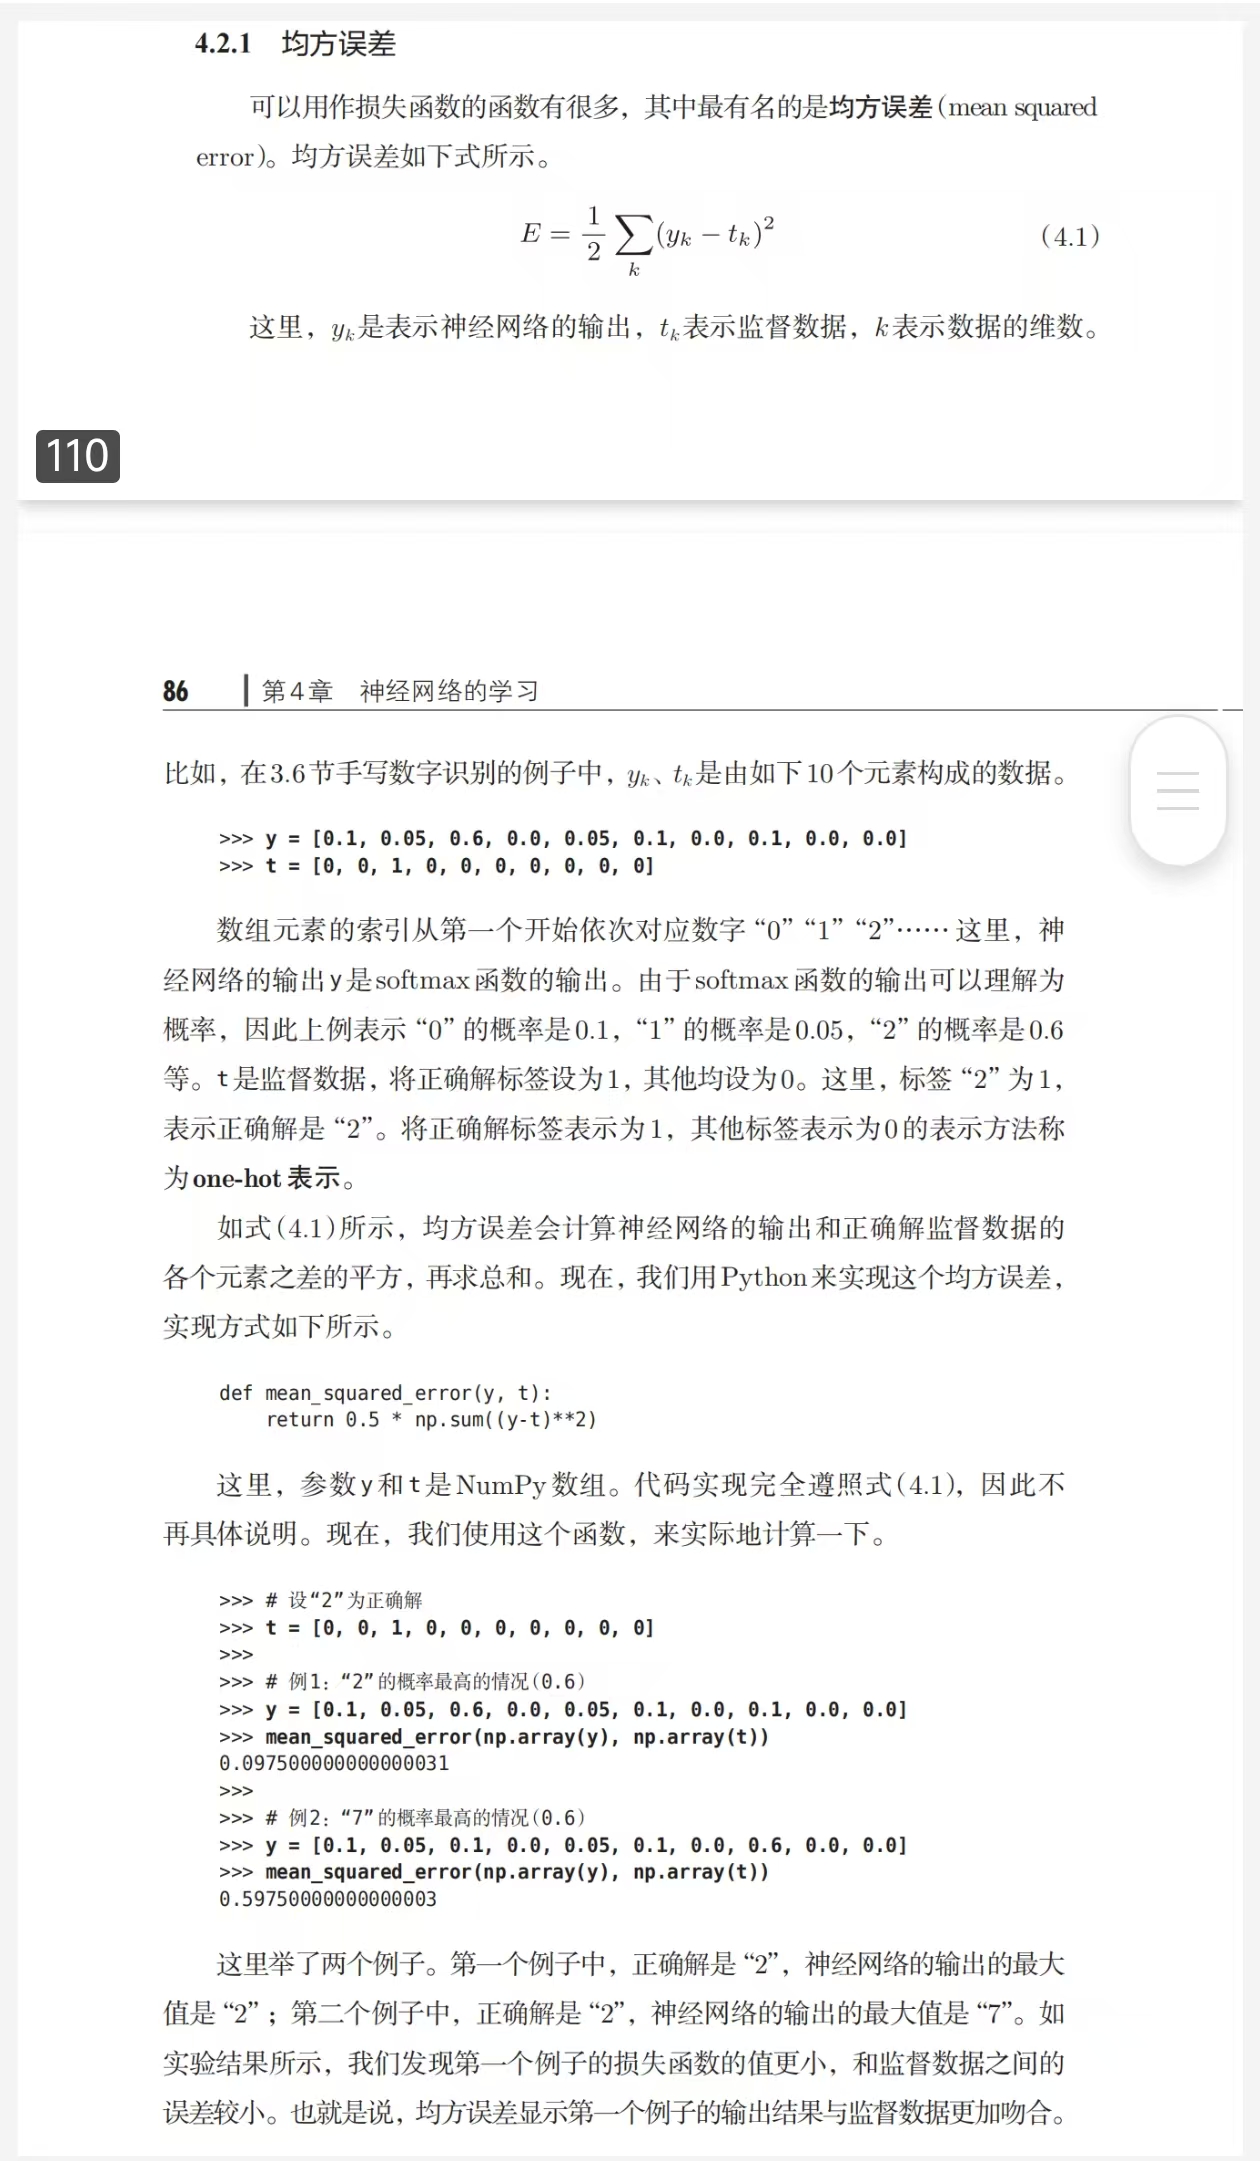 4.2.1 均方误差
可以用作损失函数的函数有很多，其中最有名的是均方误差(mean squared
error)。均方误差如下式所示。
E = \frac{1}{2} \sum_{k} (y_k - t_k)^2 (4.1)
这里，y_k是表示神经网络的输出，t_k表示监督数据，k表示数据的维数。
110
86 第4章 神经网络的学习
比如，在3.6节手写数字识别的例子中，y_k、t_k是由如下10个元素构成的数据。
>>> y = [0.1, 0.05, 0.6, 0.0, 0.05, 0.1, 0.0, 0.1, 0.0, 0.0]
>>> t = [0, 0, 1, 0, 0, 0, 0, 0, 0, 0]
数组元素的索引从第一个开始依次对应数字“0”“1”“2”…… 这里，神
经网络的输出y是softmax函数的输出。由于softmax函数的输出可以理解为
概率，因此上例表示“0”的概率是0.1，“1”的概率是0.05，“2”的概率是0.6
等。t是监督数据，将正确解标签设为1，其他均设为0。这里，标签“2”为1，
表示正确解是“2”。将正确解标签表示为1，其他标签表示为0的表示方法称
为one-hot表示。
如式(4.1)所示，均方误差会计算神经网络的输出和正确解监督数据的
各个元素之差的平方，再求总和。现在，我们用Python来实现这个均方误差，
实现方式如下所示。
def mean_squared_error(y, t):
    return 0.5 * np.sum((y-t)**2)
这里，参数y和t是NumPy数组。代码实现完全遵照式(4.1)，因此不
再具体说明。现在，我们使用这个函数，来实际地计算一下。
>>> # 设“2”为正确解
>>> t = [0, 0, 1, 0, 0, 0, 0, 0, 0, 0]
>>>
>>> # 例1：“2”的概率最高的情况(0.6)
>>> y = [0.1, 0.05, 0.6, 0.0, 0.05, 0.1, 0.0, 0.1, 0.0, 0.0]
>>> mean_squared_error(np.array(y), np.array(t))
0.097500000000000031
>>>
>>> # 例2：“7”的概率最高的情况(0.6)
>>> y = [0.1, 0.05, 0.1, 0.0, 0.05, 0.1, 0.0, 0.6, 0.0, 0.0]
>>> mean_squared_error(np.array(y), np.array(t))
0.59750000000000003
这里举了两个例子。第一个例子中，正确解是“2”，神经网络的输出的最大
值是“2”；第二个例子中，正确解是“2”，神经网络的输出的最大值是“7”。如
实验结果所示，我们发现第一个例子的损失函数的值更小，和监督数据之间的
误差较小。也就是说，均方误差显示第一个例子的输出结果与监督数据更加吻合。